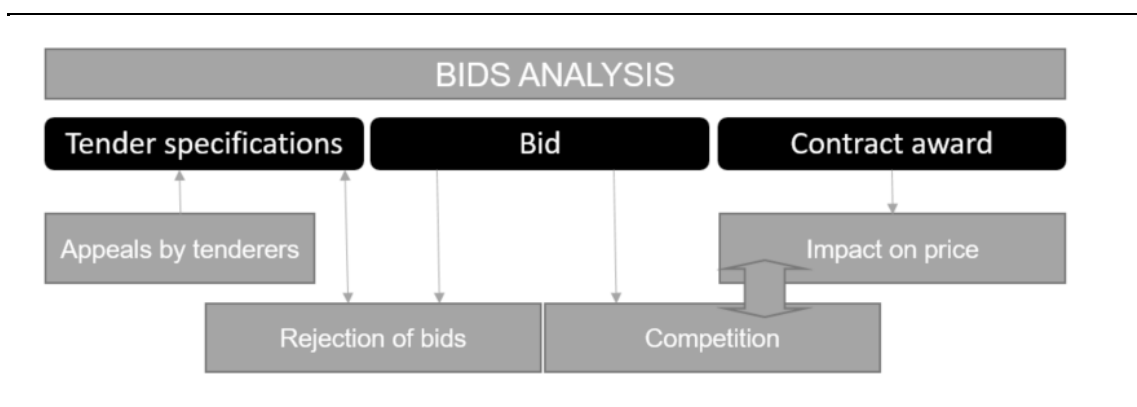 BIDS ANALYSIS
Tender specifications
Bid
Contract award
Appeals by tenderers
Impact on price
Rejection of bids
Competition